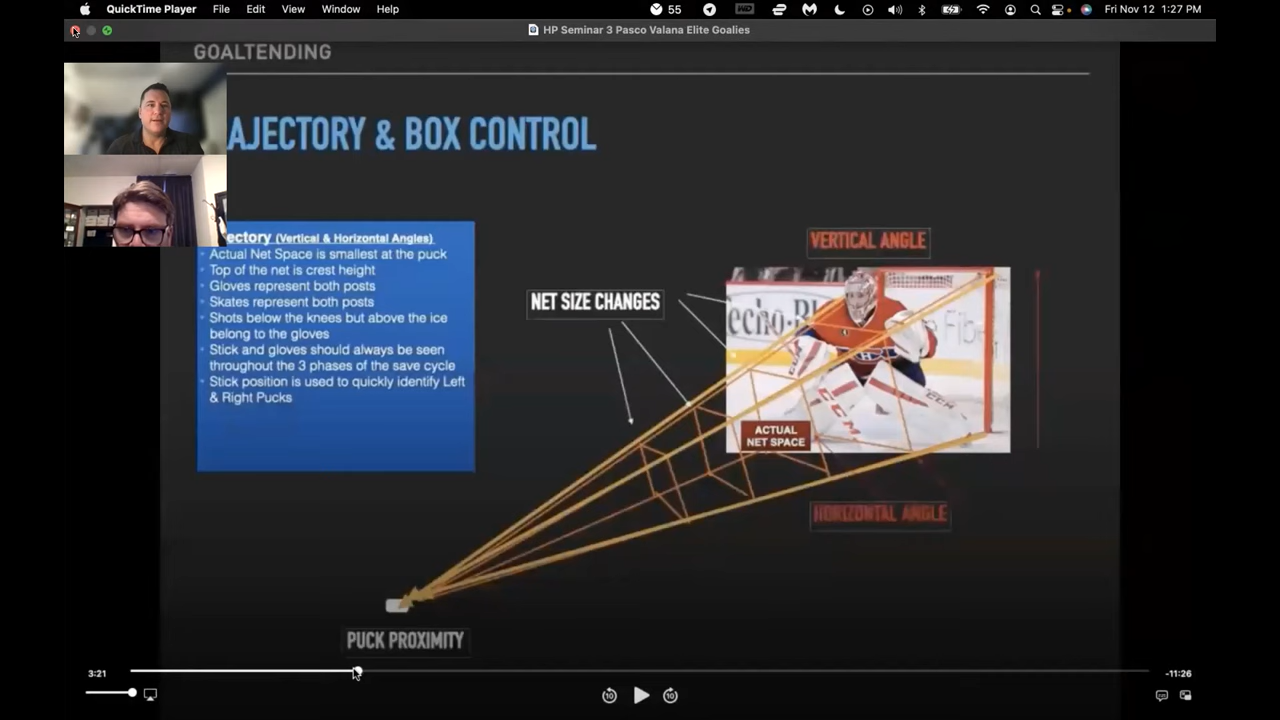 QuickTime Player File Edit View Window Help 55 Fri Nov 12 1:27 PM
HP Seminar 3 Pasco Valana Elite Goalies
GOALTENDING
AJECTORY & BOX CONTROL
ectory (Vertical & Horizontal Angles)
Actual Net Space is smallest at the puck
Top of the net is crest height
Gloves represent both posts
Skates represent both posts
Shots below the knees but above the ice
belong to the gloves
Stick and gloves should always be seen
throughout the 3 phases of the save cycle
Stick position is used to quickly identify Left
& Right Pucks
NET SIZE CHANGES
VERTICAL ANGLE
echo-B
CCM
ACTUAL
NET SPACE
HORIZONTAL ANGLE
PUCK PROXIMITY
3:21
-11:26
10 10